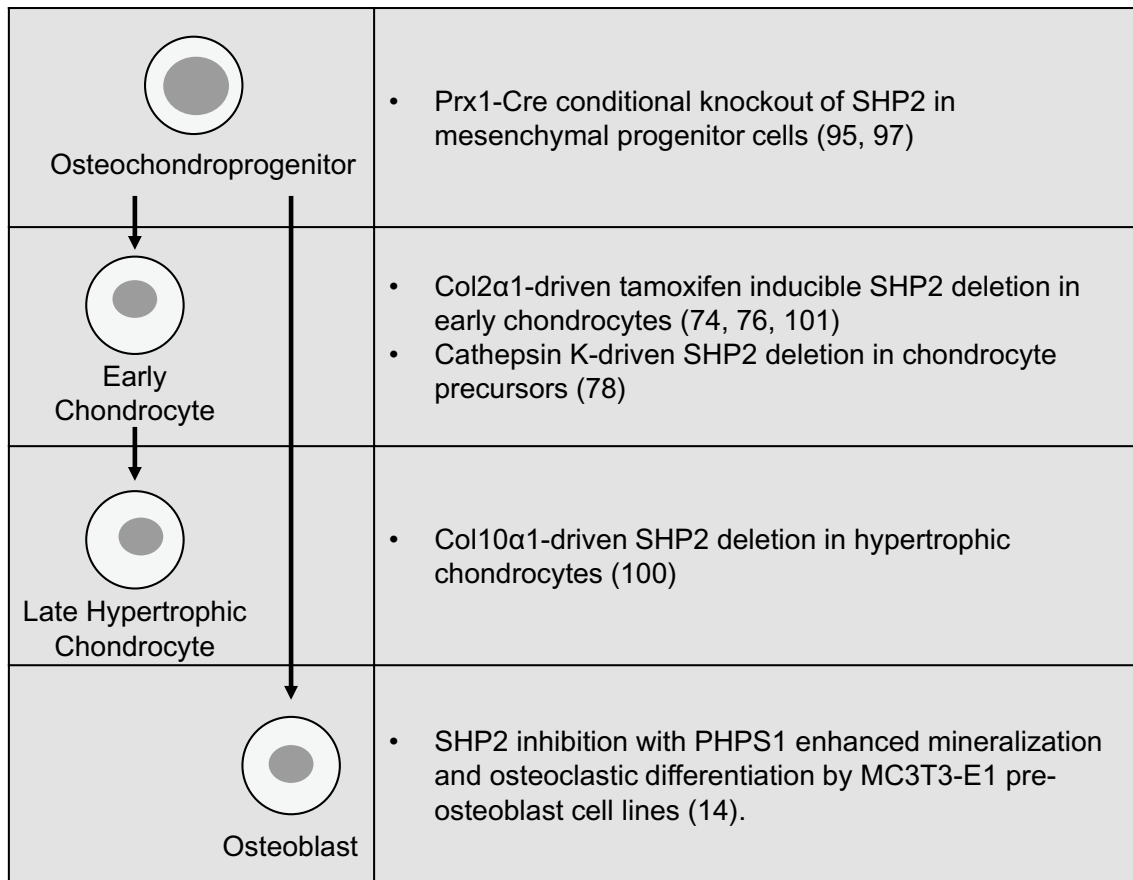 Osteochondroprogenitor
• Prx1-Cre conditional knockout of SHP2 in
mesenchymal progenitor cells (95, 97)
Early
Chondrocyte
• Col2α1-driven tamoxifen inducible SHP2 deletion in
early chondrocytes (74, 76, 101)
• Cathepsin K-driven SHP2 deletion in chondrocyte
precursors (78)
Late Hypertrophic
Chondrocyte
• Col10α1-driven SHP2 deletion in hypertrophic
chondrocytes (100)
Osteoblast
• SHP2 inhibition with PHPS1 enhanced mineralization
and osteoclastic differentiation by MC3T3-E1 pre-
osteoblast cell lines (14).